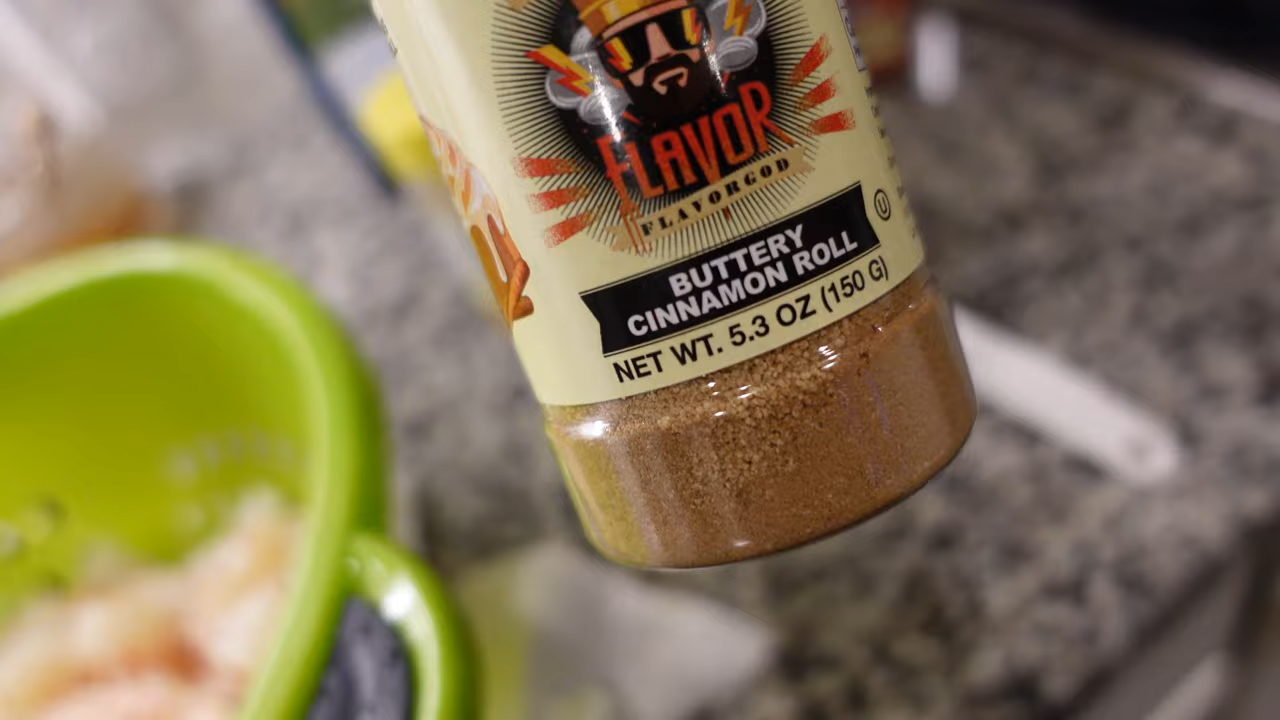 FLAVOR
FLAVORGOD
U
BUTTERY
CINNAMON ROLL
NET WT. 5.3 OZ (150 G)